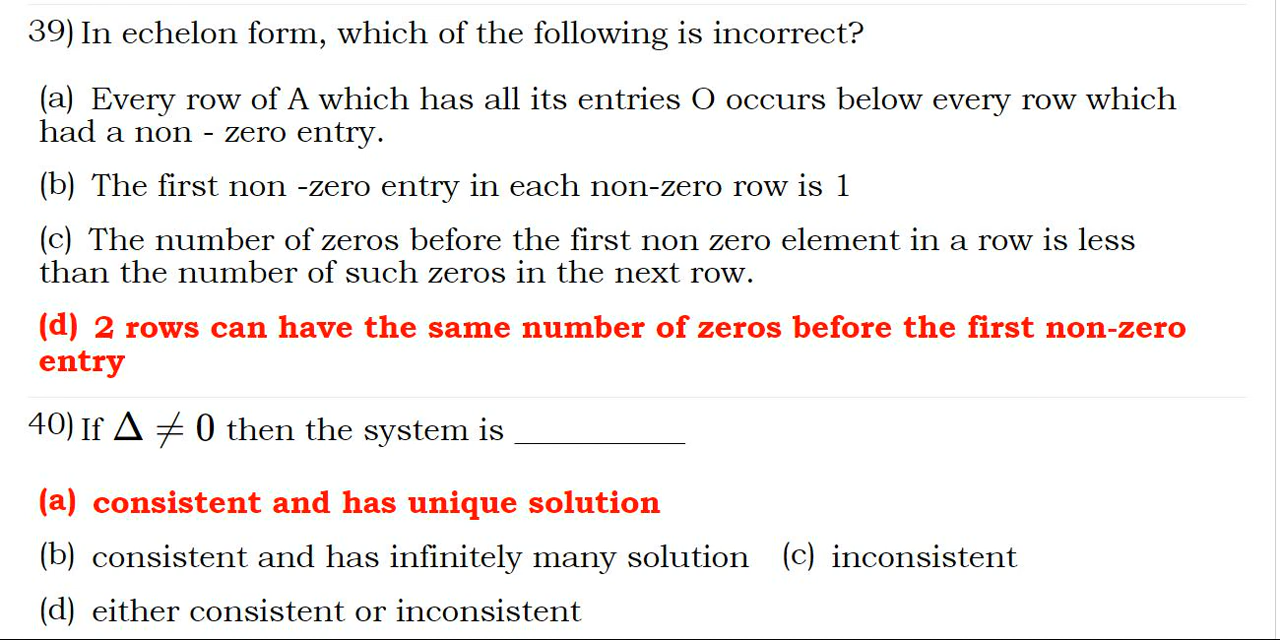 39) In echelon form, which of the following is incorrect?
(a) Every row of A which has all its entries O occurs below every row which
had a non - zero entry.
(b) The first non -zero entry in each non-zero row is 1
(c) The number of zeros before the first non zero element in a row is less
than the number of such zeros in the next row.
(d) 2 rows can have the same number of zeros before the first non-zero
entry
40) If Δ ≠ 0 then the system is __________
(a) consistent and has unique solution
(b) consistent and has infinitely many solution (c) inconsistent
(d) either consistent or inconsistent